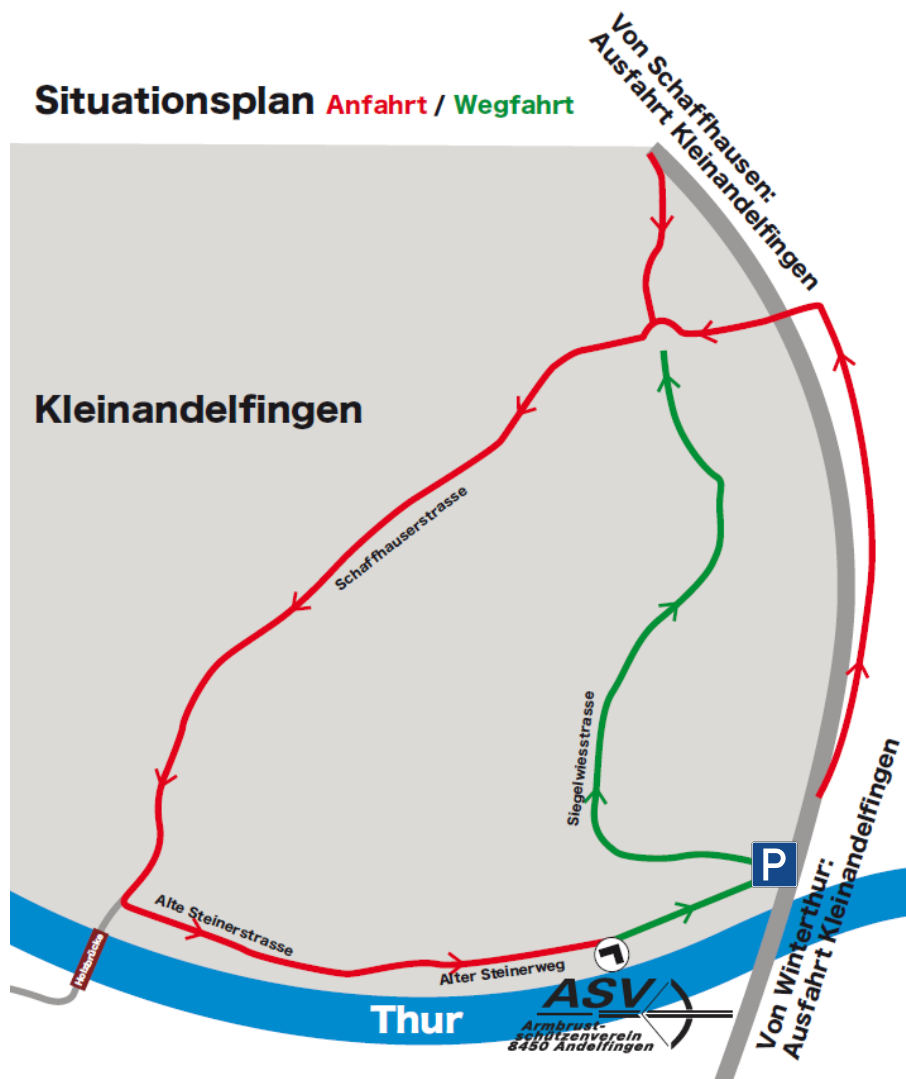 Situationsplan Anfahrt / Wegfahrt
Von Schaffhausen:
Ausfahrt Kleinandelfingen
Kleinandelfingen
Schaffhauserstrasse
Siegelwiesstrasse
P
Von Winterthur:
Ausfahrt Kleinandelfingen
Alte Steinerstrasse
Holzbrücke
Alter Steinerweg
Thur
ASV
Armbrust-
schützenverein
8450 Andelfingen